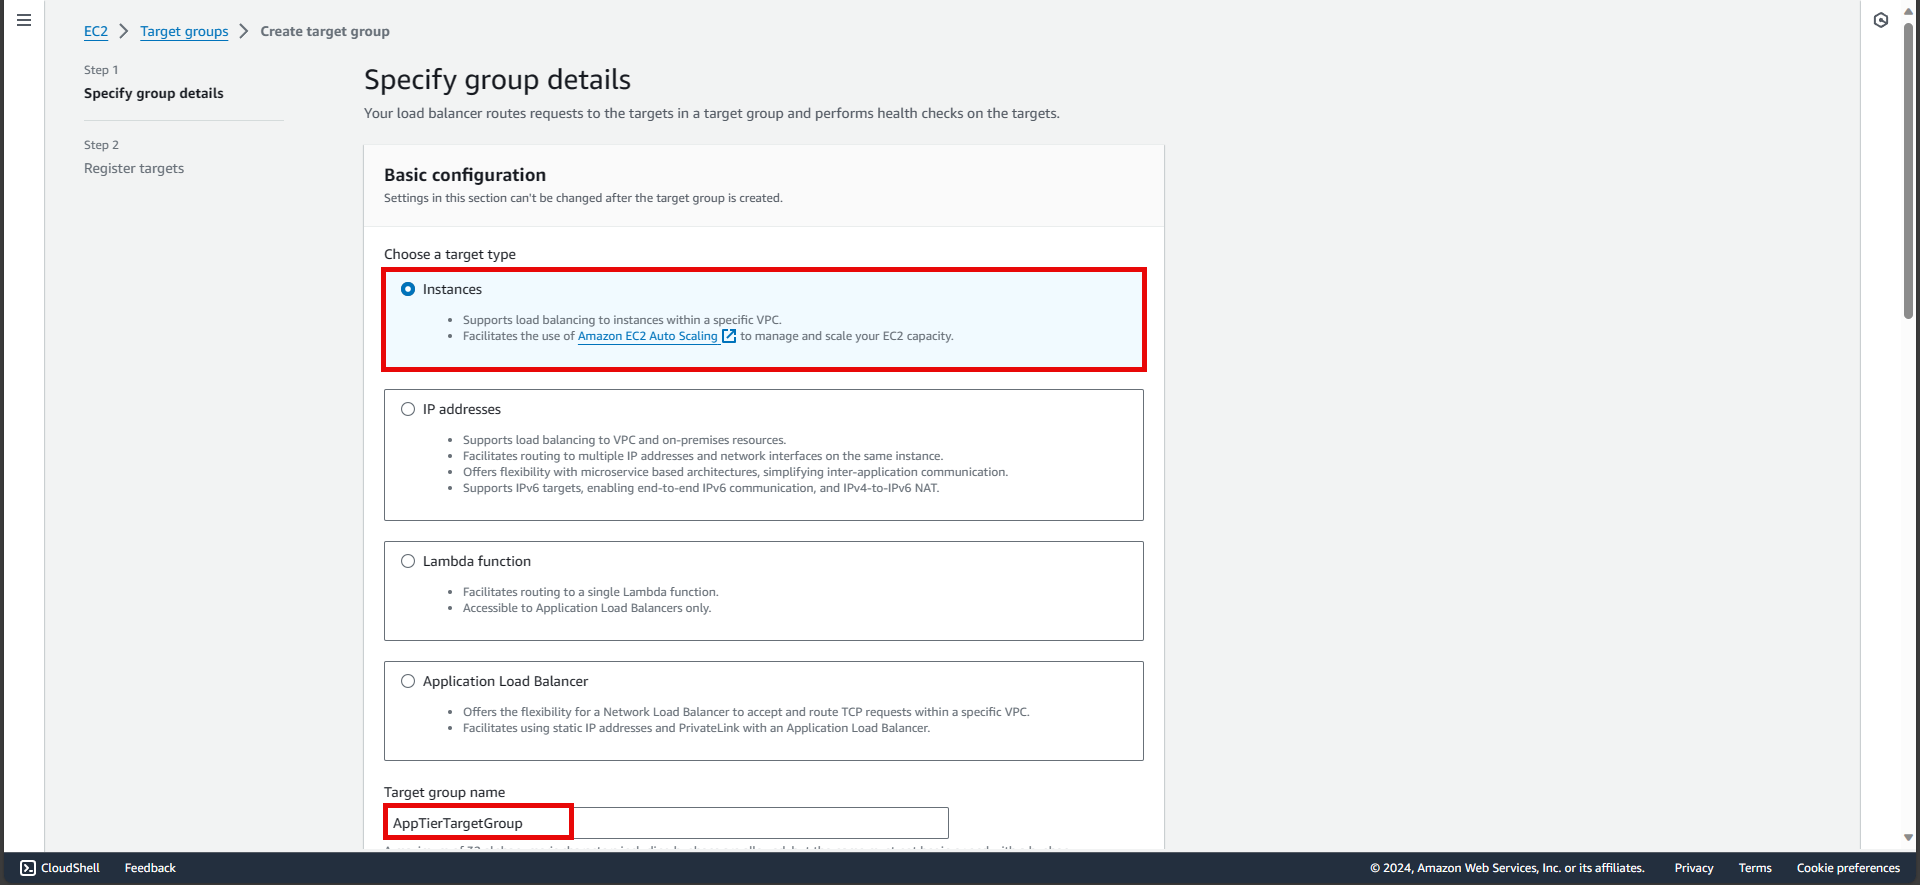 EC2 > Target groups > Create target group
Step 1
Specify group details
Step 2
Register targets
Specify group details
Your load balancer routes requests to the targets in a target group and performs health checks on the targets.
Basic configuration
Settings in this section can't be changed after the target group is created.
Choose a target type
Instances
• Supports load balancing to instances within a specific VPC.
• Facilitates the use of Amazon EC2 Auto Scaling to manage and scale your EC2 capacity.
IP addresses
• Supports load balancing to VPC and on-premises resources.
• Facilitates routing to multiple IP addresses and network interfaces on the same instance.
• Offers flexibility with microservice based architectures, simplifying inter-application communication.
• Supports IPv6 targets, enabling end-to-end IPv6 communication, and IPv4-to-IPv6 NAT.
Lambda function
• Facilitates routing to a single Lambda function.
• Accessible to Application Load Balancers only.
Application Load Balancer
• Offers the flexibility for a Network Load Balancer to accept and route TCP requests within a specific VPC.
• Facilitates using static IP addresses and PrivateLink with an Application Load Balancer.
Target group name
AppTierTargetGroup
CloudShell Feedback © 2024, Amazon Web Services, Inc. or its affiliates. Privacy Terms Cookie preferences